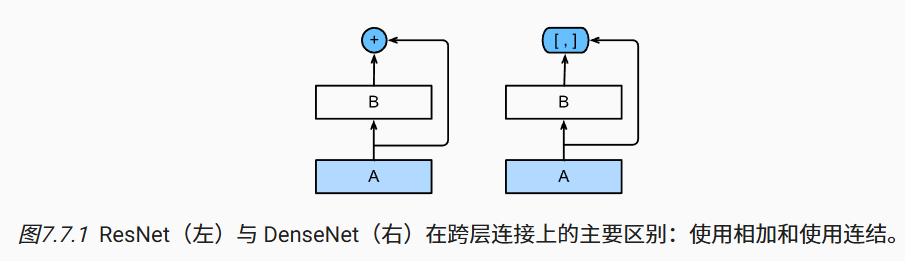 + [ , ]
B B
A A
图7.7.1 ResNet（左）与 DenseNet（右）在跨层连接上的主要区别：使用相加和使用连结。